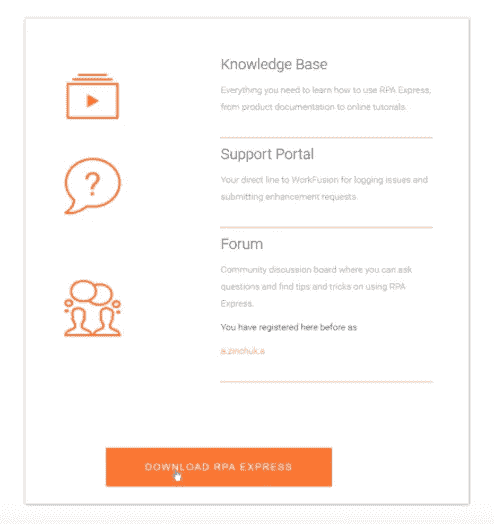 Knowledge Base
Everything you need to learn how to use RPA Express,
from product documentation to online tutorials.
Support Portal
Your direct line to WorkFusion for logging issues and
submitting enhancement requests.
Forum
Community discussion board where you can ask
questions and find tips and tricks on using RPA
Express.
You have registered here before as
a.zinchuk.a
DOWNLOAD RPA EXPRESS